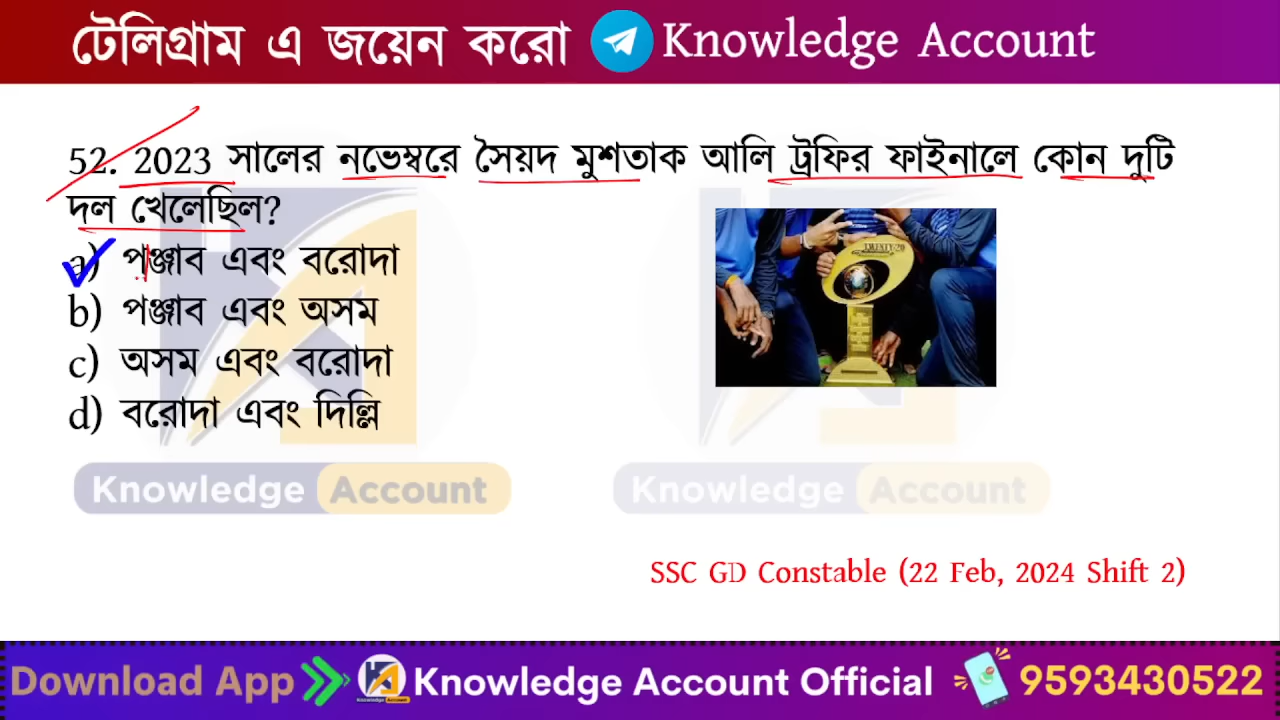 টেলিগ্রাম এ জয়েন করো Knowledge Account
52. 2023 সালের নভেম্বরে সৈয়দ মুশতাক আলি ট্রফির ফাইনালে কোন দুটি
দল খেলেছিল?
a) পঞ্জাব এবং বরোদা
b) পঞ্জাব এবং অসম
c) অসম এবং বরোদা
d) বরোদা এবং দিল্লি
TWENTY20
Knowledge Account
Knowledge Account
SSC GD Constable (22 Feb, 2024 Shift 2)
Download App Knowledge Account Official 9593430522